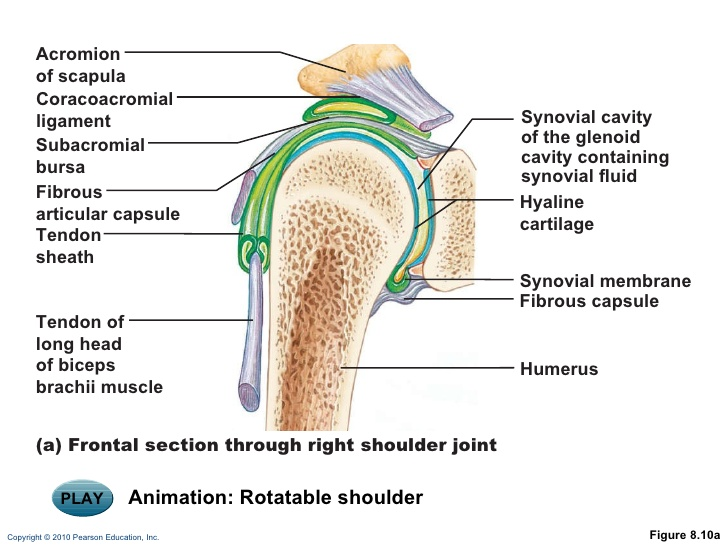 Acromion
of scapula
Coracoacromial
ligament
Subacromial
bursa
Fibrous
articular capsule
Tendon
sheath
Tendon of
long head
of biceps
brachii muscle
Synovial cavity
of the glenoid
cavity containing
synovial fluid
Hyaline
cartilage
Synovial membrane
Fibrous capsule
Humerus
(a) Frontal section through right shoulder joint
PLAY Animation: Rotatable shoulder
Copyright © 2010 Pearson Education, Inc.
Figure 8.10a